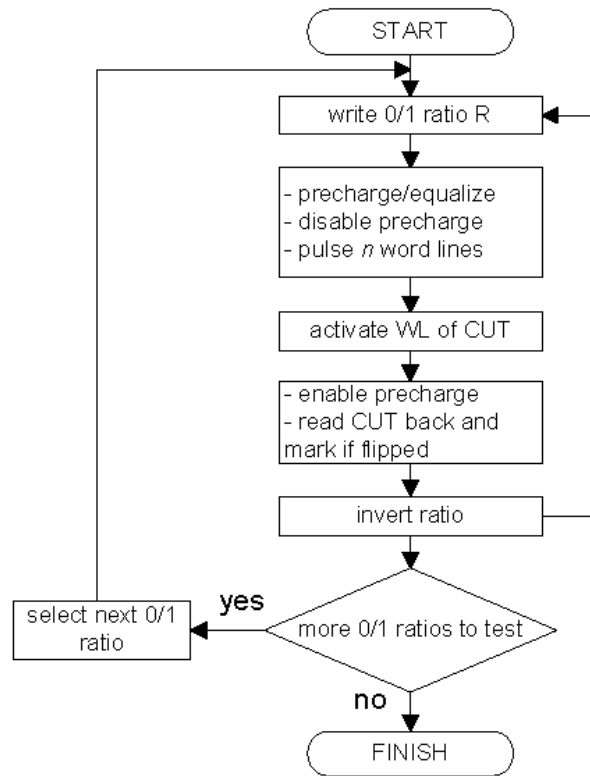 START
write 0/1 ratio R
- precharge/equalize
- disable precharge
- pulse n word lines
activate WL of CUT
- enable precharge
- read CUT back and
mark if flipped
invert ratio
more 0/1 ratios to test
yes
select next 0/1
ratio
no
FINISH